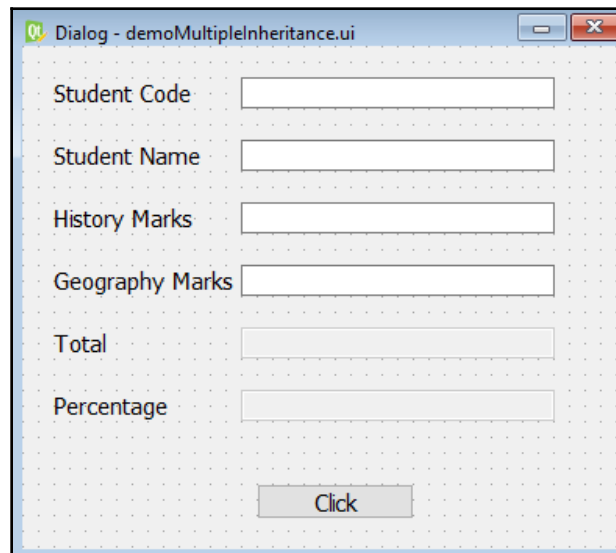 Dialog - demoMultipleInheritance.ui
Student Code
Student Name
History Marks
Geography Marks
Total
Percentage
Click